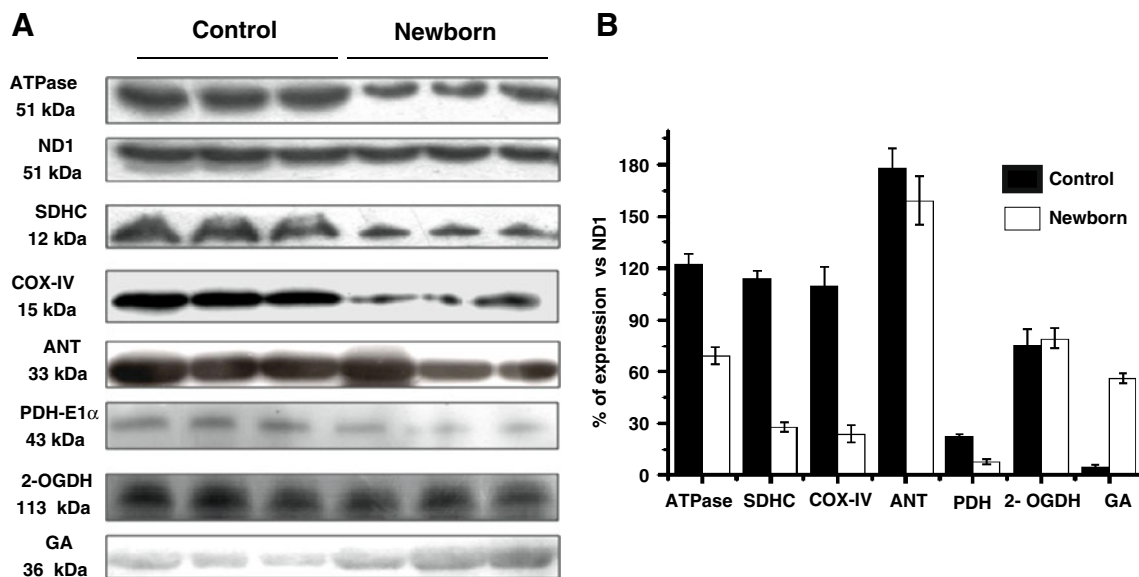 A
Control
Newborn
ATPase
51 kDa
ND1
51 kDa
SDHC
12 kDa
COX-IV
15 kDa
ANT
33 kDa
PDH-E1α
43 kDa
2-OGDH
113 kDa
GA
36 kDa
B
% of expression vs ND1
180
150
120
90
60
30
0
Control
Newborn
ATPase SDHC COX-IV ANT PDH 2- OGDH GA